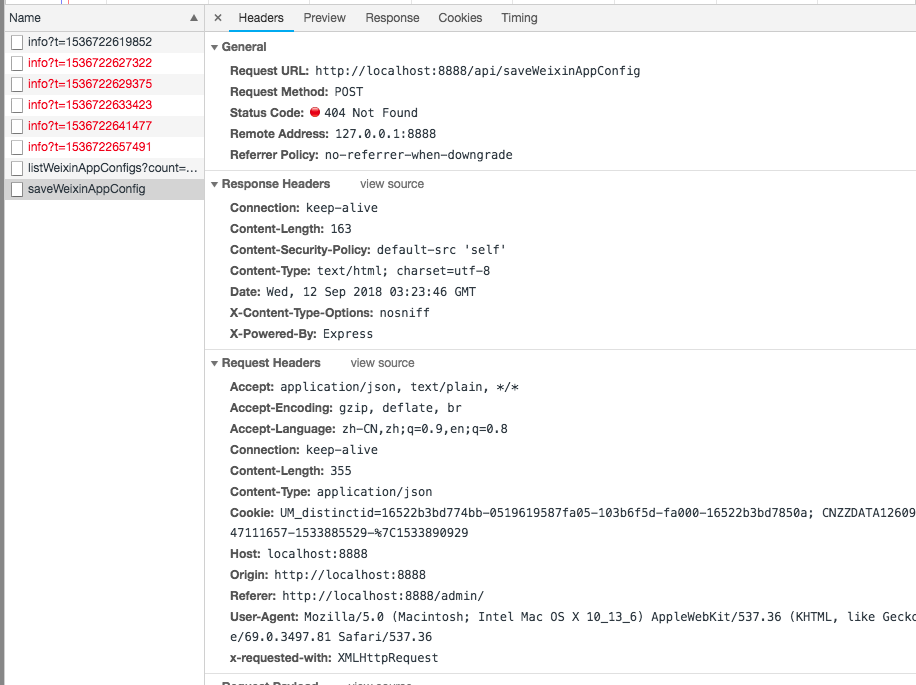 Name
info?t=1536722619852
info?t=1536722627322
info?t=1536722629375
info?t=1536722633423
info?t=1536722641477
info?t=1536722657491
listWeixinAppConfigs?count=...
saveWeixinAppConfig
Headers Preview Response Cookies Timing
General
Request URL: http://localhost:8888/api/saveWeixinAppConfig
Request Method: POST
Status Code: 404 Not Found
Remote Address: 127.0.0.1:8888
Referrer Policy: no-referrer-when-downgrade
Response Headers view source
Connection: keep-alive
Content-Length: 163
Content-Security-Policy: default-src 'self'
Content-Type: text/html; charset=utf-8
Date: Wed, 12 Sep 2018 03:23:46 GMT
X-Content-Type-Options: nosniff
X-Powered-By: Express
Request Headers view source
Accept: application/json, text/plain, */*
Accept-Encoding: gzip, deflate, br
Accept-Language: zh-CN,zh;q=0.9,en;q=0.8
Connection: keep-alive
Content-Length: 355
Content-Type: application/json
Cookie: UM_distinctid=16522b3bd774bb-0519619587fa05-103b6f5d-fa000-16522b3bd7850a; CNZZDATA12609
47111657-1533885529-%7C1533890929
Host: localhost:8888
Origin: http://localhost:8888
Referer: http://localhost:8888/admin/
User-Agent: Mozilla/5.0 (Macintosh; Intel Mac OS X 10_13_6) AppleWebKit/537.36 (KHTML, like Gecko
e/69.0.3497.81 Safari/537.36
x-requested-with: XMLHttpRequest
Request Payload view source